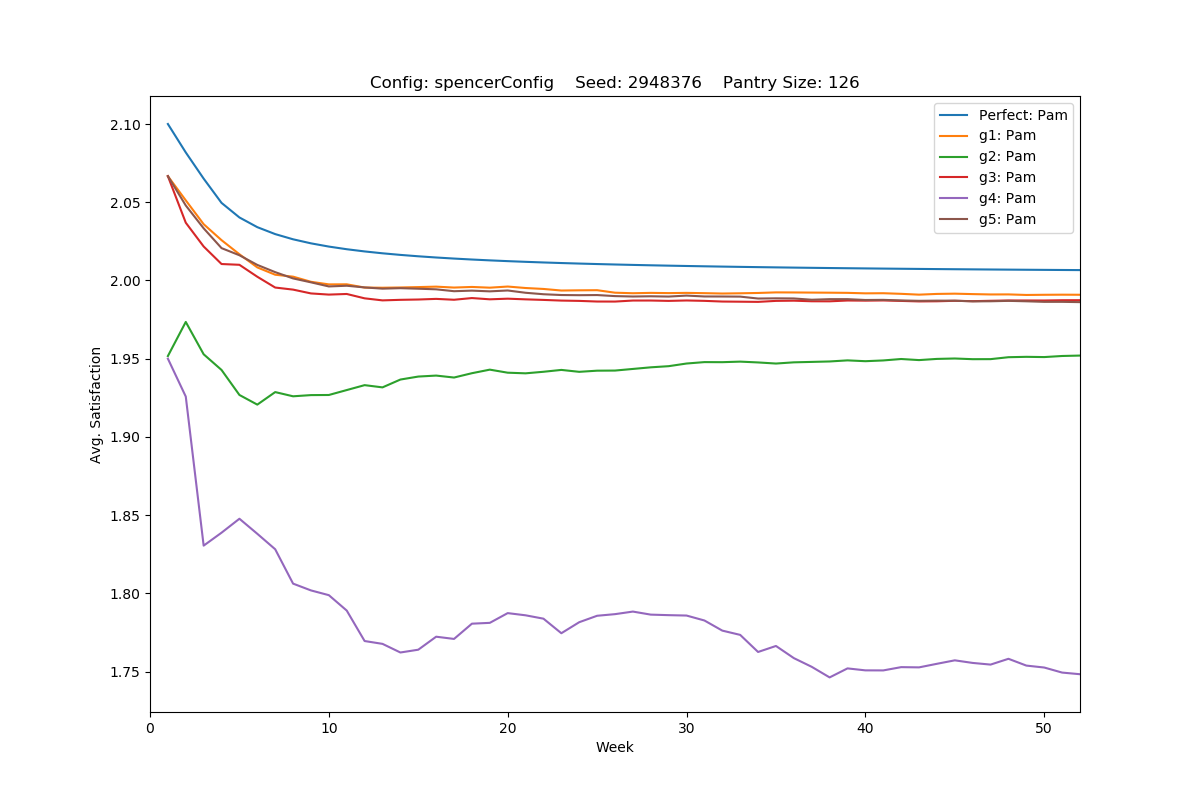 Config: spencerConfig    Seed: 2948376    Pantry Size: 126
Perfect: Pam
g1: Pam
g2: Pam
g3: Pam
g4: Pam
g5: Pam
Avg. Satisfaction
2.10
2.05
2.00
1.95
1.90
1.85
1.80
1.75
0 10 20 30 40 50
Week